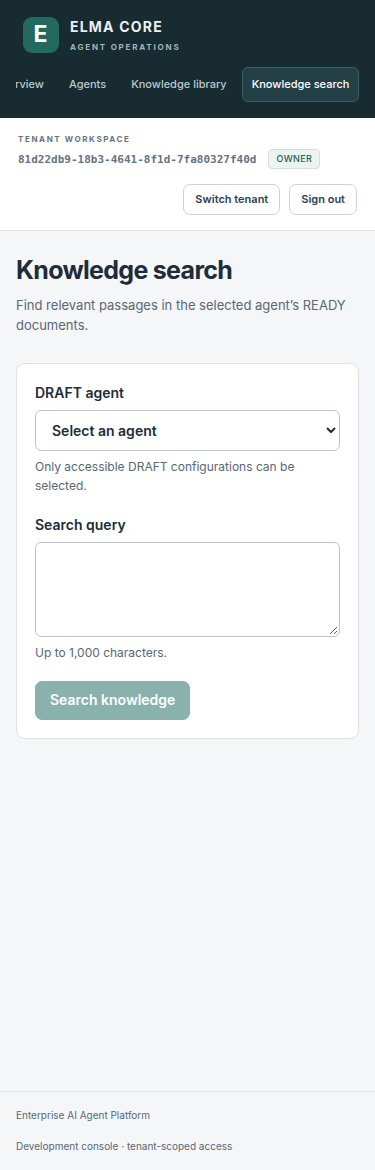 E
ELMA CORE
AGENT OPERATIONS
rview Agents Knowledge library Knowledge search
TENANT WORKSPACE
81d22db9-18b3-4641-8f1d-7fa80327f40d OWNER
Switch tenant Sign out
Knowledge search
Find relevant passages in the selected agent's READY
documents.
DRAFT agent
Select an agent
Only accessible DRAFT configurations can be
selected.
Search query
Up to 1,000 characters.
Search knowledge
Enterprise AI Agent Platform
Development console · tenant-scoped access